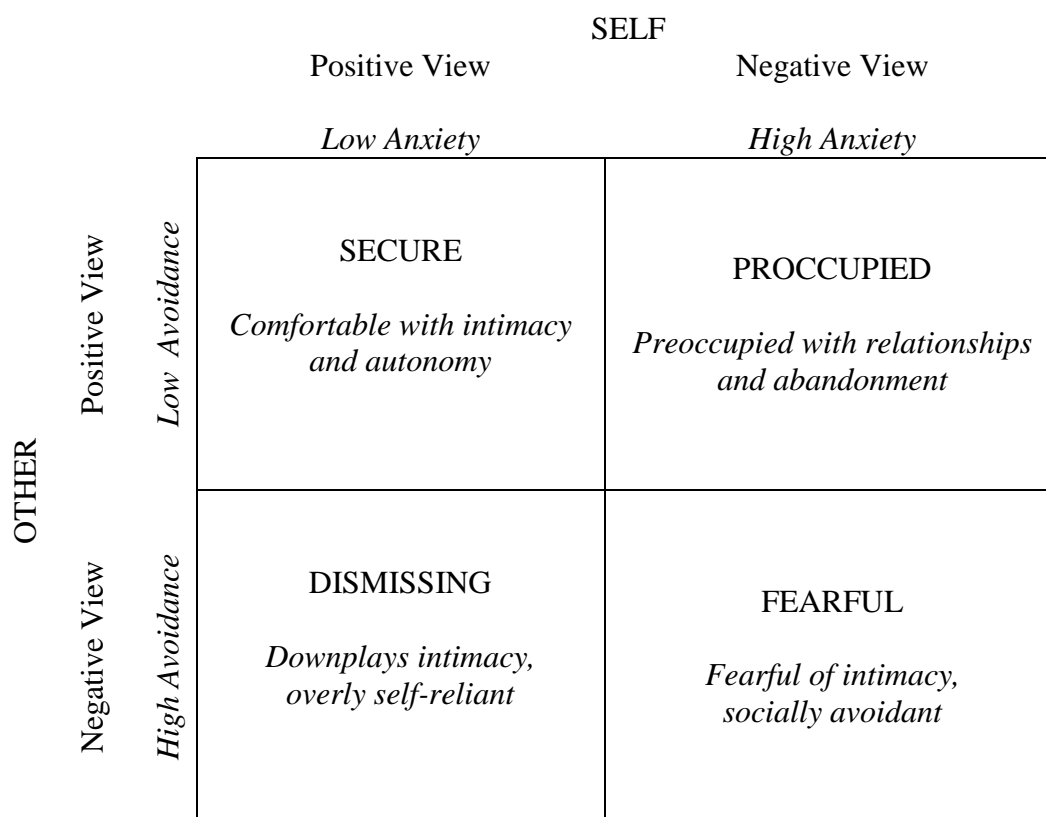 SELF
Positive View
Negative View
Low Anxiety
High Anxiety
OTHER
Positive View
Low Avoidance
SECURE
Comfortable with intimacy
and autonomy
PROCCUPIED
Preoccupied with relationships
and abandonment
Negative View
High Avoidance
DISMISSING
Downplays intimacy,
overly self-reliant
FEARFUL
Fearful of intimacy,
socially avoidant